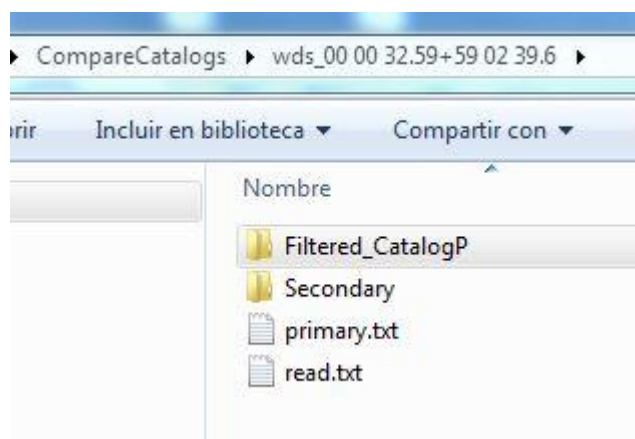 CompareCatalogs ▸ wds_00 00 32.59+59 02 39.6 ▸
rir Incluir en biblioteca ▾ Compartir con ▾
Nombre
Filtered_CatalogP
Secondary
primary.txt
read.txt